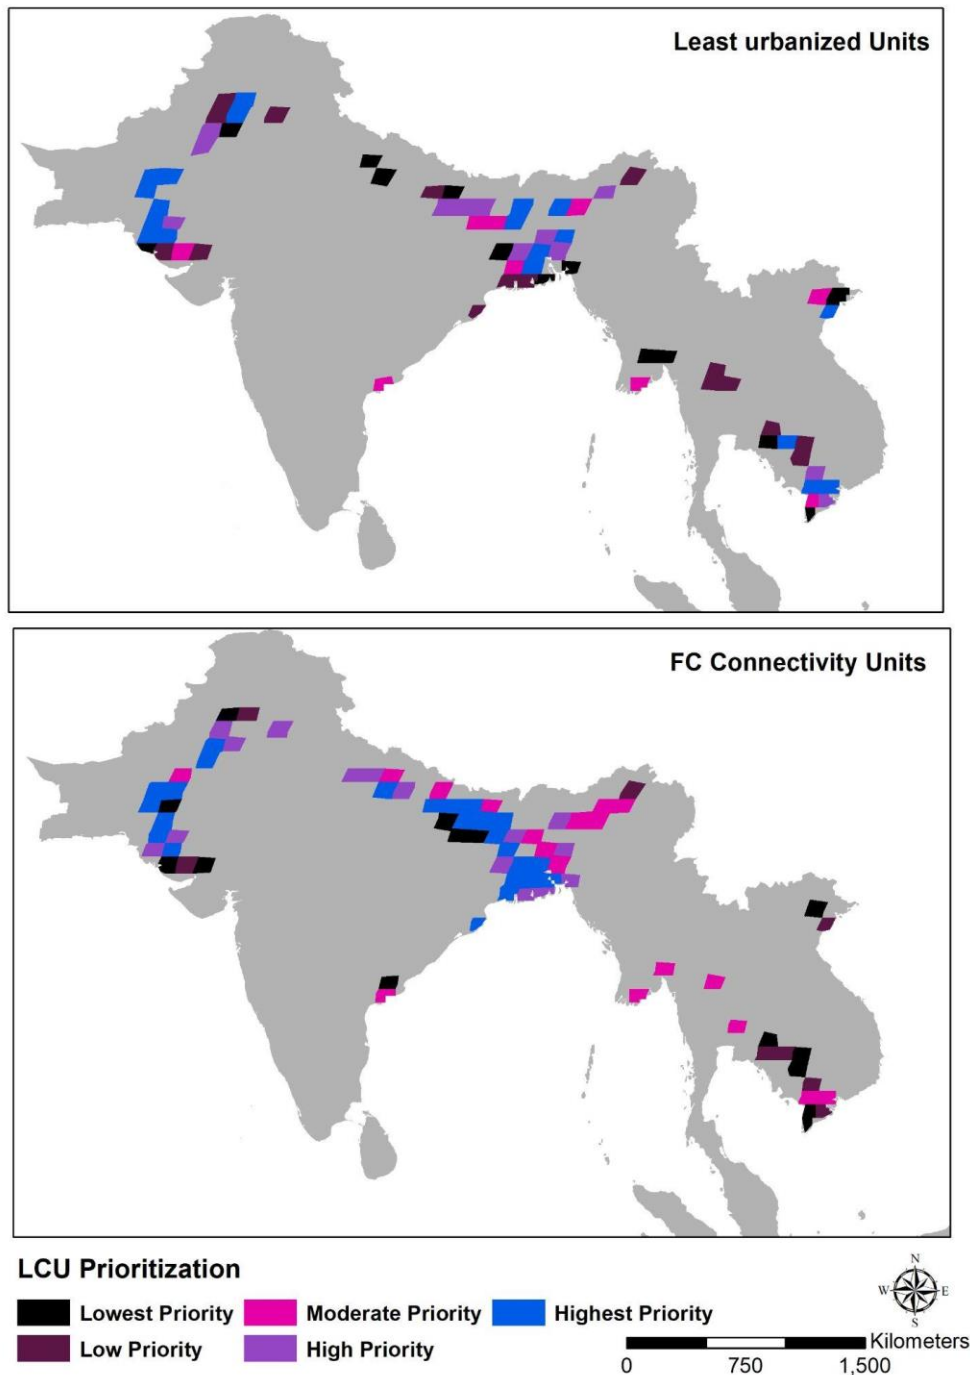 Least urbanized Units
FC Connectivity Units
LCU Prioritization
Lowest Priority
Moderate Priority
Highest Priority
Low Priority
High Priority
N
W E
S
Kilometers
0 750 1,500